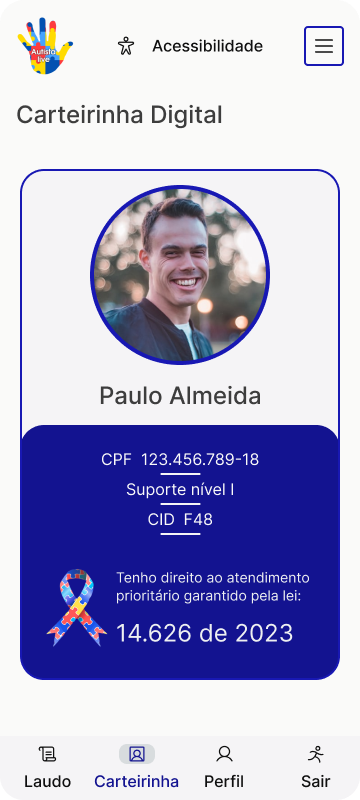 Autista
live
Acessibilidade
Carteirinha Digital
Paulo Almeida
CPF 123.456.789-18
Suporte nível I
CID F48
Tenho direito ao atendimento
prioritário garantido pela lei:
14.626 de 2023
Laudo
Carteirinha
Perfil
Sair